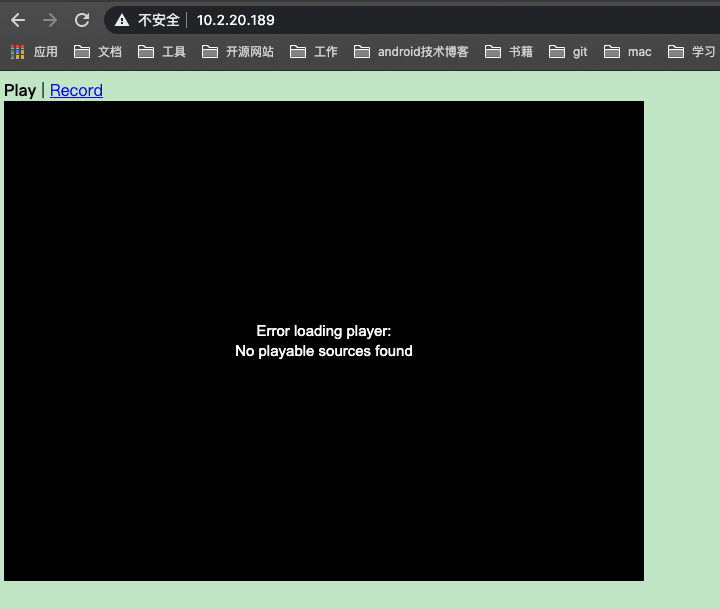 不安全 10.2.20.189
应用 文档 工具 开源网站 工作 android技术博客 书籍 git mac 学习
Play | Record
Error loading player:
No playable sources found